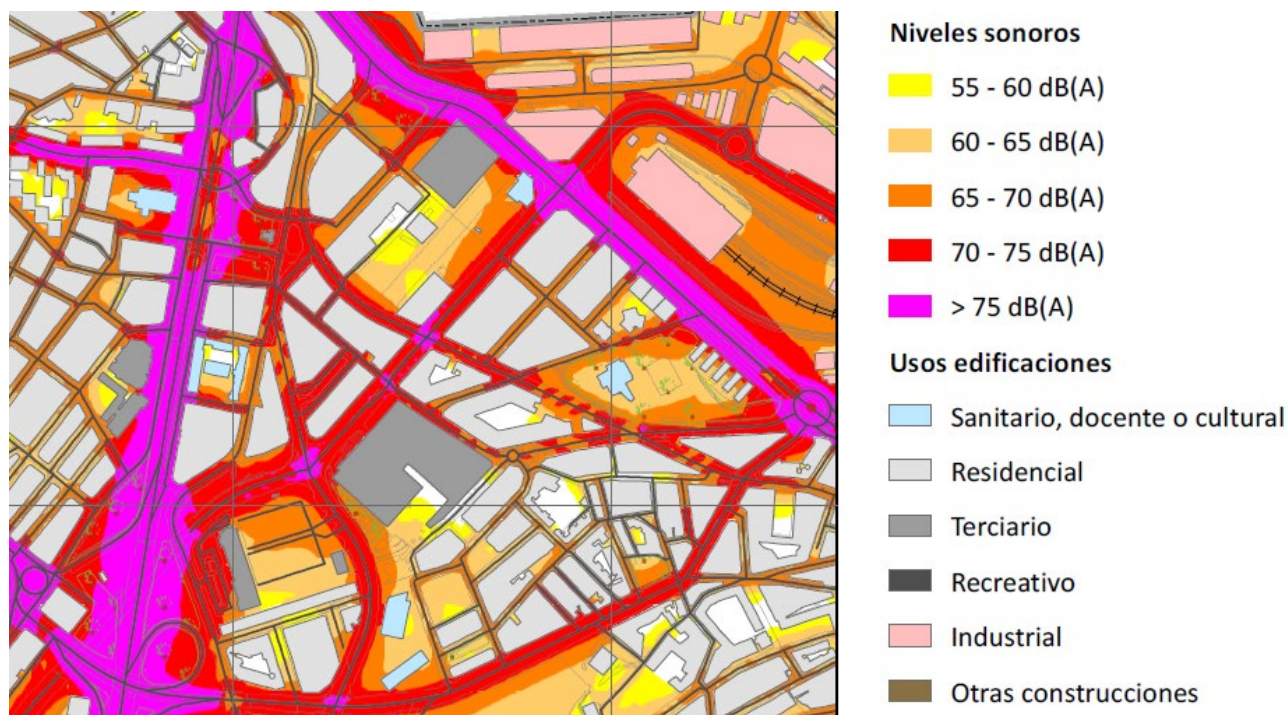 Niveles sonoros
55 - 60 dB(A)
60 - 65 dB(A)
65 - 70 dB(A)
70 - 75 dB(A)
> 75 dB(A)
Usos edificaciones
Sanitario, docente o cultural
Residencial
Terciario
Recreativo
Industrial
Otras construcciones